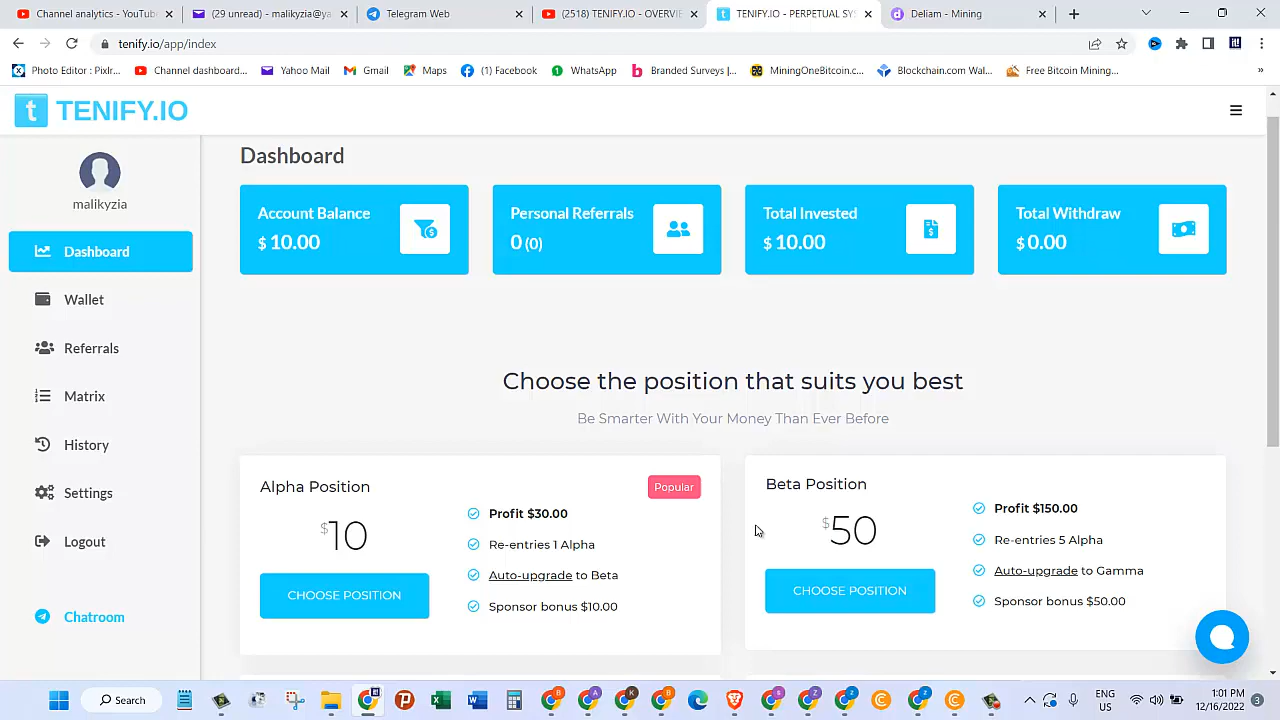 Channel analytics - YouTub
(29 unread) - malikyzia@ya
Telegram Web
(2518) TENIFY.IO - OVERVIE
TENIFY.IO - PERPETUAL SYS
Deliam - Mining
tenify.io/app/index
Photo Editor : Pixlr...
Channel dashboard...
Yahoo Mail
Gmail
Maps
(1) Facebook
WhatsApp
Branded Surveys |...
MiningOneBitcoin.c...
Blockchain.com Wal...
Free Bitcoin Mining...
»
t TENIFY.IO
malikyzia
Dashboard
Wallet
Referrals
Matrix
History
Settings
Logout
Chatroom
Dashboard
Account Balance
$ 10.00
Personal Referrals
0 (0)
Total Invested
$ 10.00
Total Withdraw
$ 0.00
Choose the position that suits you best
Be Smarter With Your Money Than Ever Before
Alpha Position
Popular
$10
CHOOSE POSITION
Profit $30.00
Re-entries 1 Alpha
Auto-upgrade to Beta
Sponsor bonus $10.00
Beta Position
$50
CHOOSE POSITION
Profit $150.00
Re-entries 5 Alpha
Auto-upgrade to Gamma
Sponsor bonus $50.00
Search
ENG
US
1:01 PM
12/16/2022
3